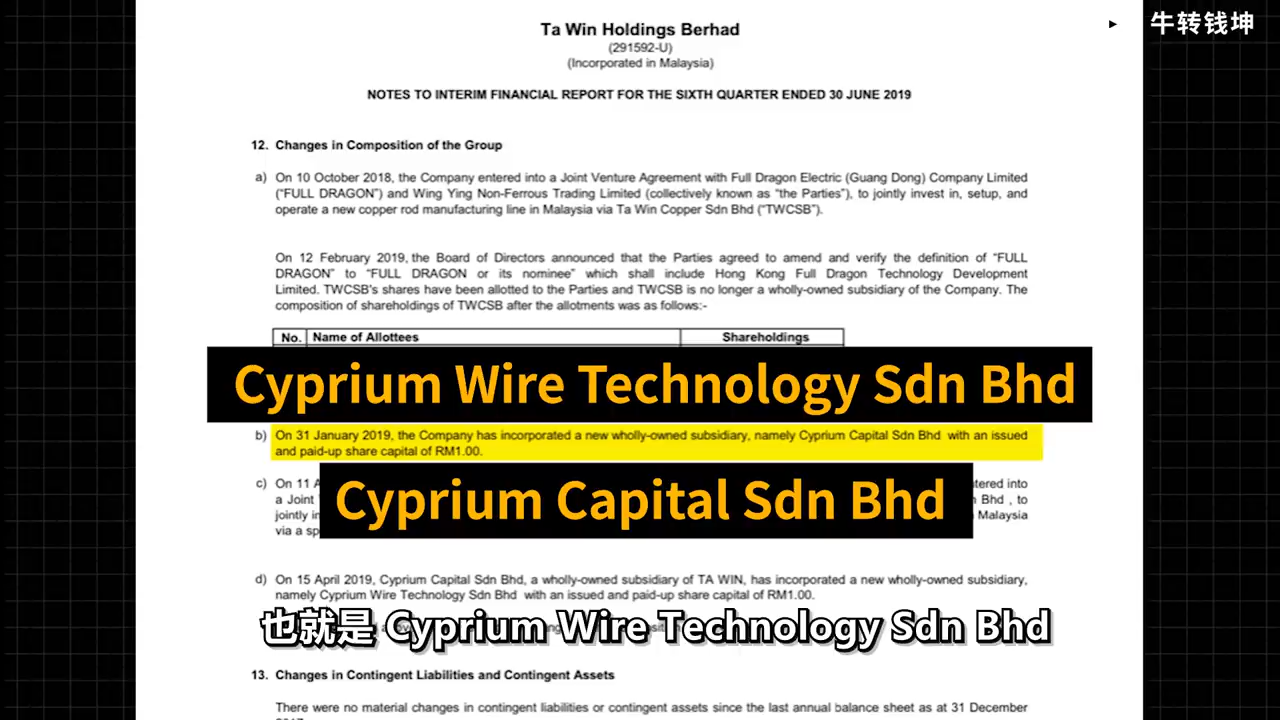 牛转钱坤
Ta Win Holdings Berhad
(291592-U)
(Incorporated in Malaysia)
NOTES TO INTERIM FINANCIAL REPORT FOR THE SIXTH QUARTER ENDED 30 JUNE 2019
12. Changes in Composition of the Group
a) On 10 October 2018, the Company entered into a Joint Venture Agreement with Full Dragon Electric (Guang Dong) Company Limited
("FULL DRAGON") and Wing Ying Non-Ferrous Trading Limited (collectively known as "the Parties"), to jointly invest in, setup, and
operate a new copper rod manufacturing line in Malaysia via Ta Win Copper Sdn Bhd ("TWCSB").
On 12 February 2019, the Board of Directors announced that the Parties agreed to amend and verify the definition of "FULL
DRAGON" to "FULL DRAGON or its nominee" which shall include Hong Kong Full Dragon Technology Development
Limited. TWCSB's shares have been allotted to the Parties and TWCSB is no longer a wholly-owned subsidiary of the Company. The
composition of shareholdings of TWCSB after the allotments was as follows:-
No. Name of Allottees Shareholdings
Cyprium Wire Technology Sdn Bhd
b) On 31 January 2019, the Company has incorporated a new wholly-owned subsidiary, namely Cyprium Capital Sdn Bhd with an issued
and paid-up share capital of RM1.00.
Cyprium Capital Sdn Bhd
c) On 11 entered into
a Joint Bhd , to
jointly in Malaysia
via a
d) On 15 April 2019, Cyprium Capital Sdn Bhd, a wholly-owned subsidiary of TA WIN, has incorporated a new wholly-owned subsidiary,
namely Cyprium Wire Technology Sdn Bhd with an issued and paid-up share capital of RM1.00.
也就是 Cyprium Wire Technology Sdn Bhd
13. Changes in Contingent Liabilities and Contingent Assets
There were no material changes in contingent liabilities or contingent assets since the last annual balance sheet as at 31 December